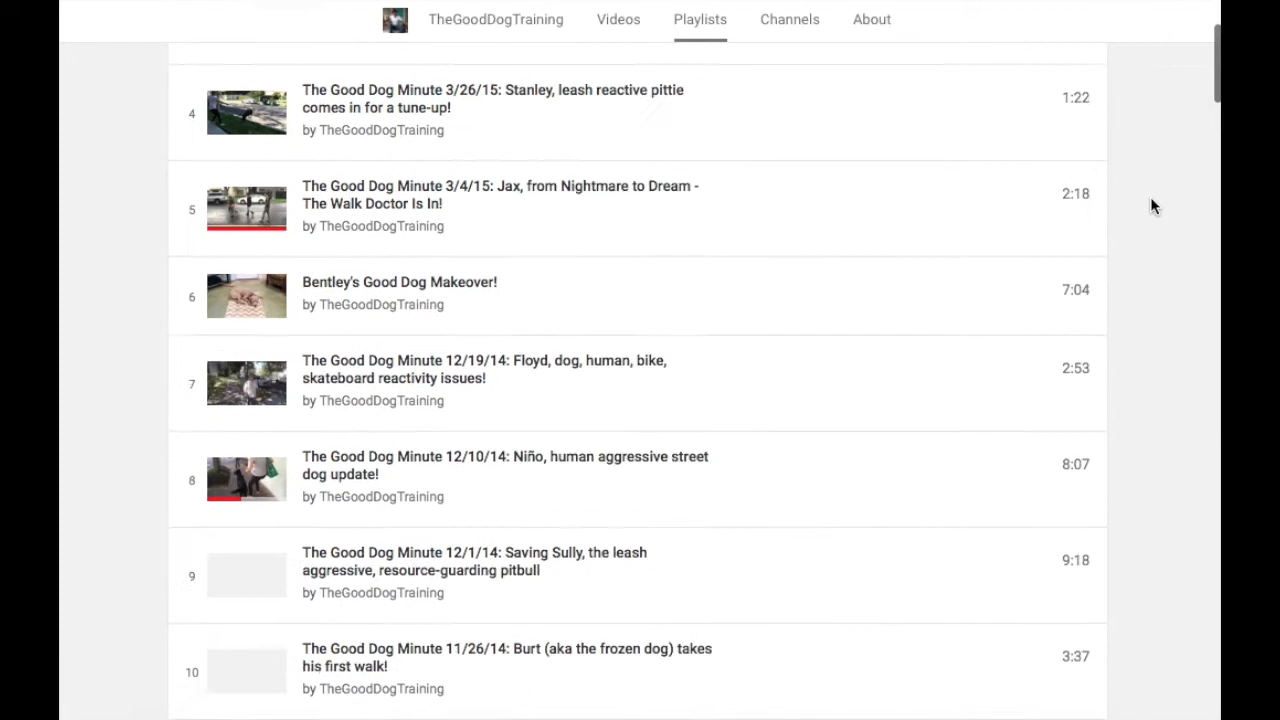 TheGoodDogTraining Videos Playlists Channels About
4 The Good Dog Minute 3/26/15: Stanley, leash reactive pittie 1:22
comes in for a tune-up!
by TheGoodDogTraining
5 The Good Dog Minute 3/4/15: Jax, from Nightmare to Dream - 2:18
The Walk Doctor Is In!
by TheGoodDogTraining
6 Bentley's Good Dog Makeover! 7:04
by TheGoodDogTraining
7 The Good Dog Minute 12/19/14: Floyd, dog, human, bike, 2:53
skateboard reactivity issues!
by TheGoodDogTraining
8 The Good Dog Minute 12/10/14: Niño, human aggressive street 8:07
dog update!
by TheGoodDogTraining
9 The Good Dog Minute 12/1/14: Saving Sully, the leash 9:18
aggressive, resource-guarding pitbull
by TheGoodDogTraining
10 The Good Dog Minute 11/26/14: Burt (aka the frozen dog) takes 3:37
his first walk!
by TheGoodDogTraining